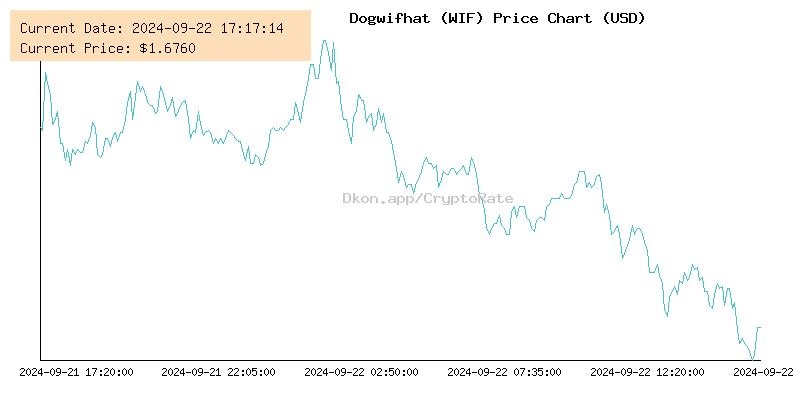 Dogwifhat (WIF) Price Chart (USD)
Current Date: 2024-09-22 17:17:14
Current Price: $1.6760
Dkon.app/CryptoRate
2024-09-21 17:20:00 2024-09-21 22:05:00 2024-09-22 02:50:00 2024-09-22 07:35:00 2024-09-22 12:20:00 2024-09-22